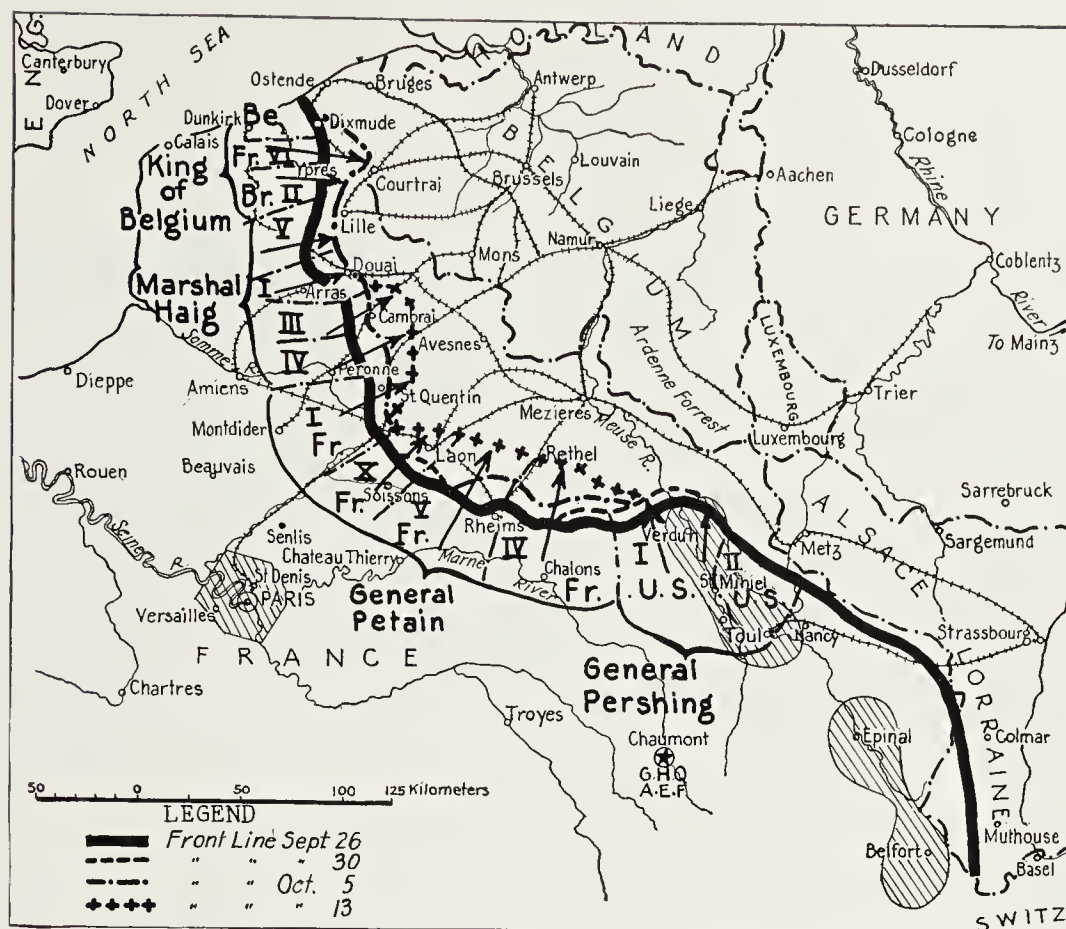 ENG.
Canterbury
Dover
NORTH SEA
HOLLAND
Ostende
Bruges
Antwerp
Dusseldorf
Dunkirk
Be
Dixmude
Calais
Fr. VI
Ypres
Courtrai
Brussels
Louvain
Cologne
Rhine
River
BELGIUM
Aachen
King
of
Belgium
Br. II
V
Lille
Liege
GERMANY
Namur
Mons
Coblentz
Marshal
Haig
I
Douai
Arras
III
Cambrai
IV
Avesnes
Ardenne Forrest
LUXEMBOURG
To Mainz
Somme R.
Dieppe
Amiens
Peronne
St Quentin
Mezieres
Trier
Montdidier
I
Fr.
Laon
Meuse R.
Luxembourg
Rouen
Beauvais
X
Fr.
Soissons
Rethel
ALSACE
Sarrebruck
Sargemund
V
Fr.
Rheims
IV
Fr.
Verdun
Metz
I
U.S.
II
U.S.
St Mihiel
Seine R.
Senlis
Chateau Thierry
Marne
River
Chalons
St Denis
PARIS
Versailles
General
Petain
Toul
Nancy
Strassbourg
FRANCE
General
Pershing
LORRAINE
Chartres
Troyes
Chaumont
G.H.Q
A.E.F
Epinal
Colmar
50 0 50 100 125 Kilometers
LEGEND
Front Line Sept 26
" " " 30
" " Oct. 5
" " " 13
Belfort
Muthouse
Basel
SWITZ